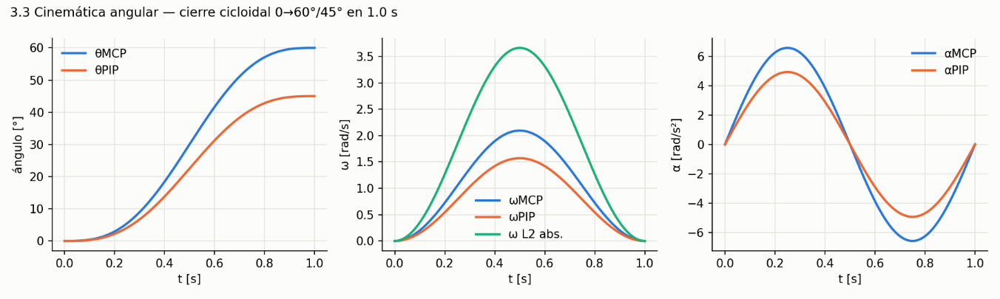 3.3 Cinemática angular — cierre cicloidal 0→60°/45° en 1.0 s
θMCP
θPIP
ángulo [°]
60
50
40
30
20
10
0
0.0 0.2 0.4 0.6 0.8 1.0
t [s]
ωMCP
ωPIP
ω L2 abs.
ω [rad/s]
3.5
3.0
2.5
2.0
1.5
1.0
0.5
0.0
0.0 0.2 0.4 0.6 0.8 1.0
t [s]
αMCP
αPIP
α [rad/s²]
6
4
2
0
−2
−4
−6
0.0 0.2 0.4 0.6 0.8 1.0
t [s]